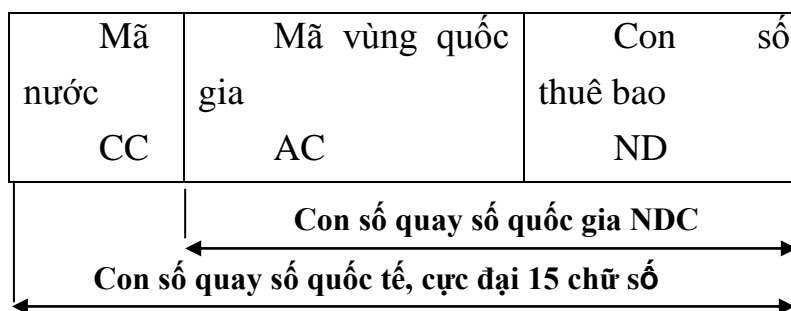 Mã nước
CC
Mã vùng quốc gia
AC
Con số thuê bao
ND
Con số quay số quốc gia NDC
Con số quay số quốc tế, cực đại 15 chữ số